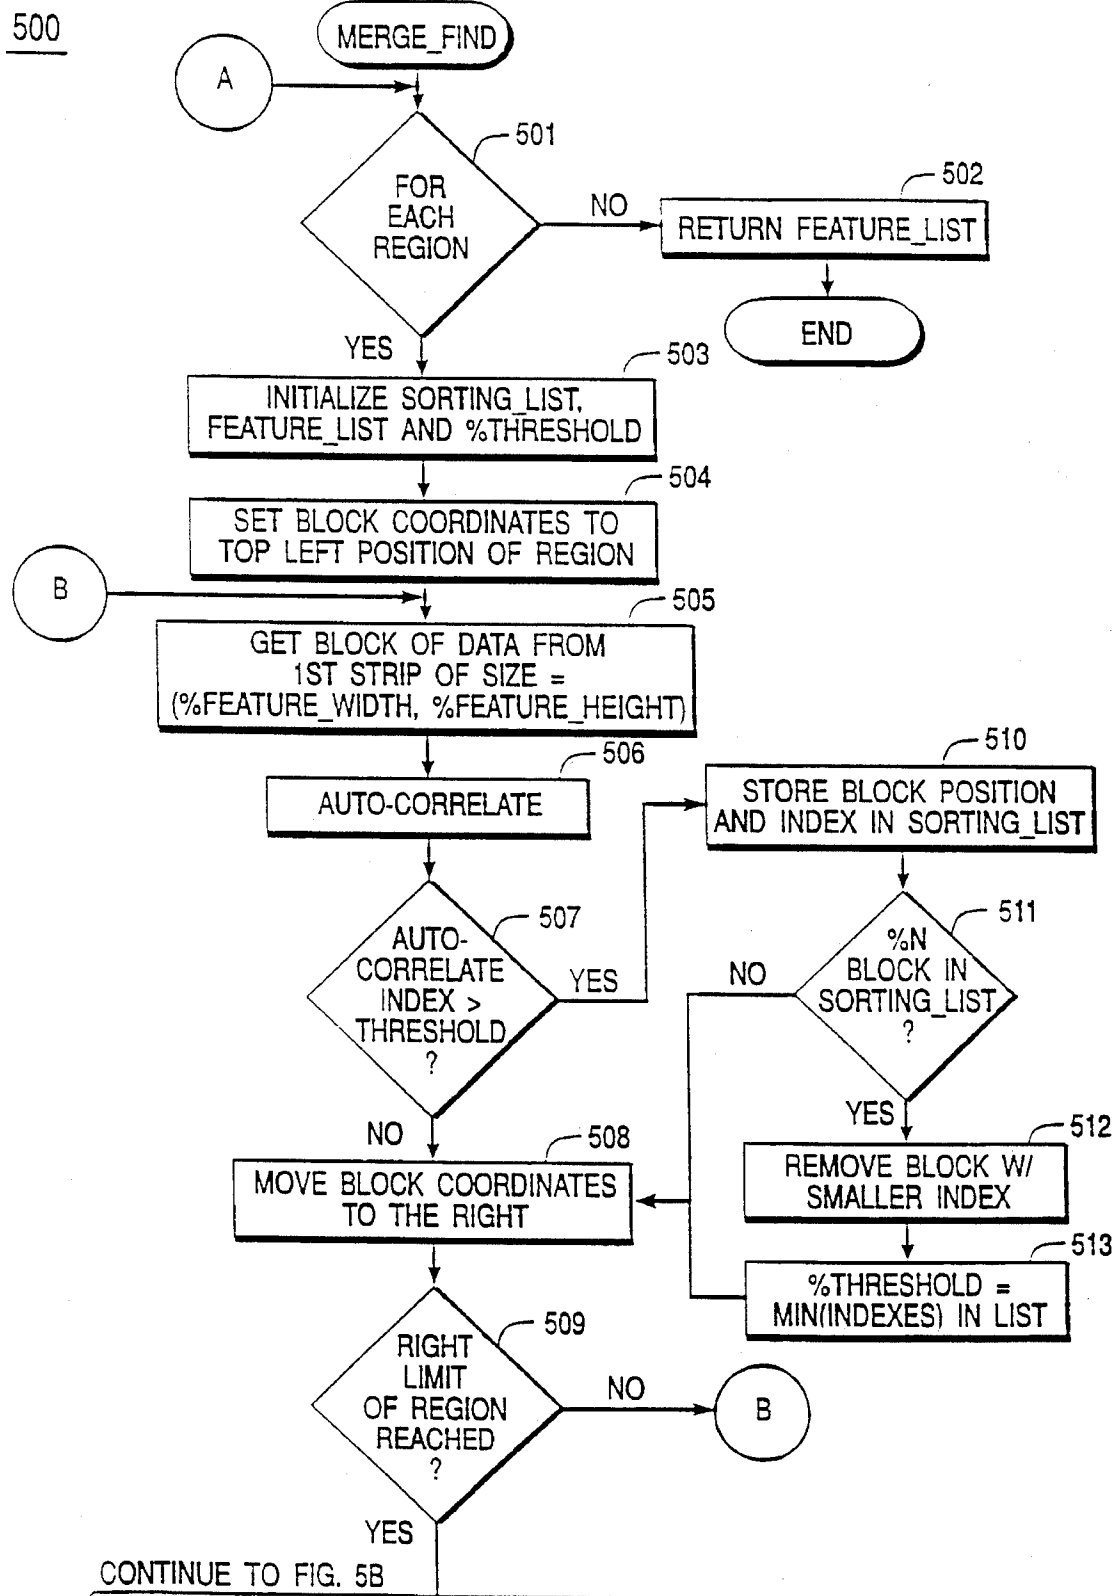 500
MERGE_FIND
A
501
FOR
EACH
REGION
NO
502
RETURN FEATURE_LIST
END
YES
503
INITIALIZE SORTING_LIST,
FEATURE_LIST AND %THRESHOLD
504
SET BLOCK COORDINATES TO
TOP LEFT POSITION OF REGION
B
505
GET BLOCK OF DATA FROM
1ST STRIP OF SIZE =
(%FEATURE_WIDTH, %FEATURE_HEIGHT)
506
AUTO-CORRELATE
510
STORE BLOCK POSITION
AND INDEX IN SORTING_LIST
507
AUTO-
CORRELATE
INDEX >
THRESHOLD
?
YES
511
%N
BLOCK IN
SORTING_LIST
?
NO
YES
512
REMOVE BLOCK W/
SMALLER INDEX
513
%THRESHOLD =
MIN(INDEXES) IN LIST
NO
508
MOVE BLOCK COORDINATES
TO THE RIGHT
509
RIGHT
LIMIT
OF REGION
REACHED
?
NO
B
YES
CONTINUE TO FIG. 5B